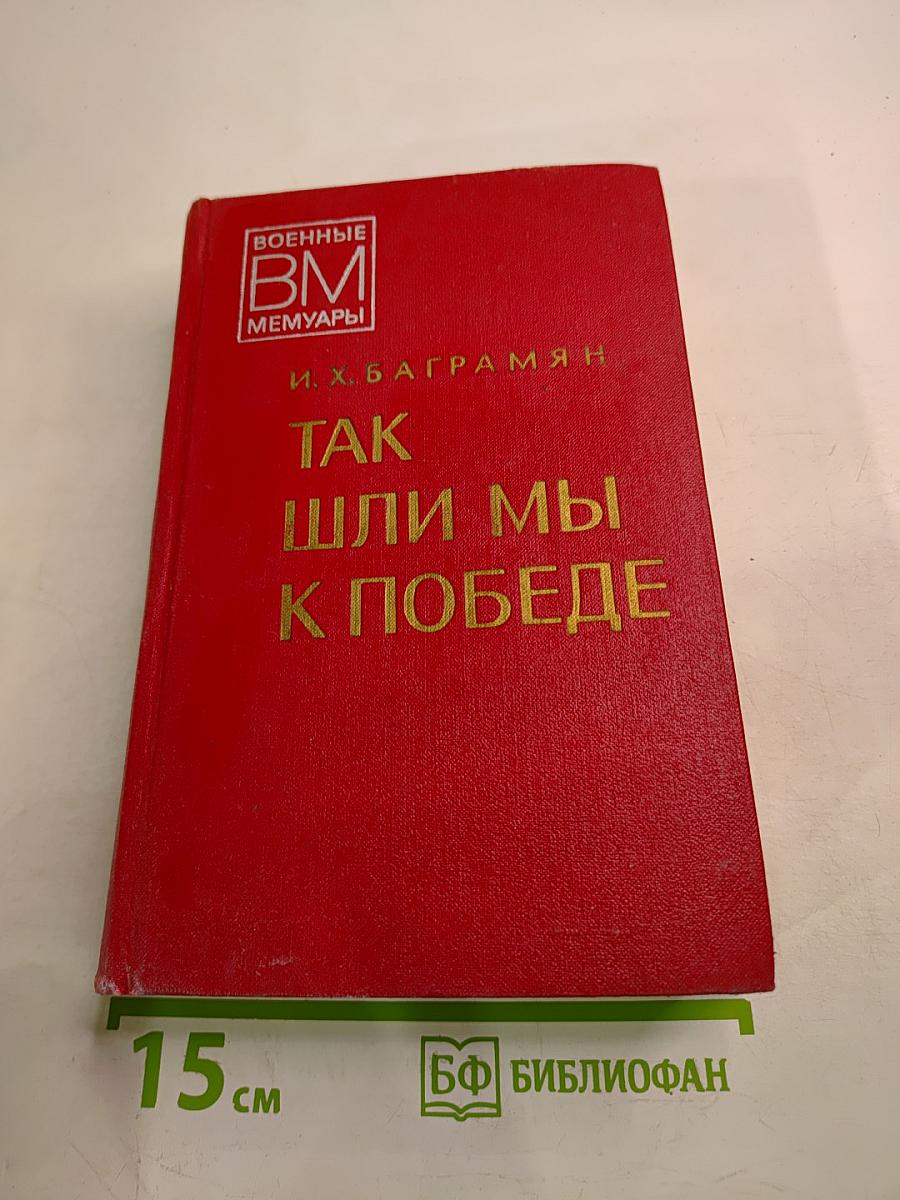 ВОЕННЫЕ
ВМ
МЕМУАРЫ
И. Х. БАГРАМЯН
ТАК
ШЛИ МЫ
К ПОБЕДЕ
15 см
БФ БИБЛИОФАН